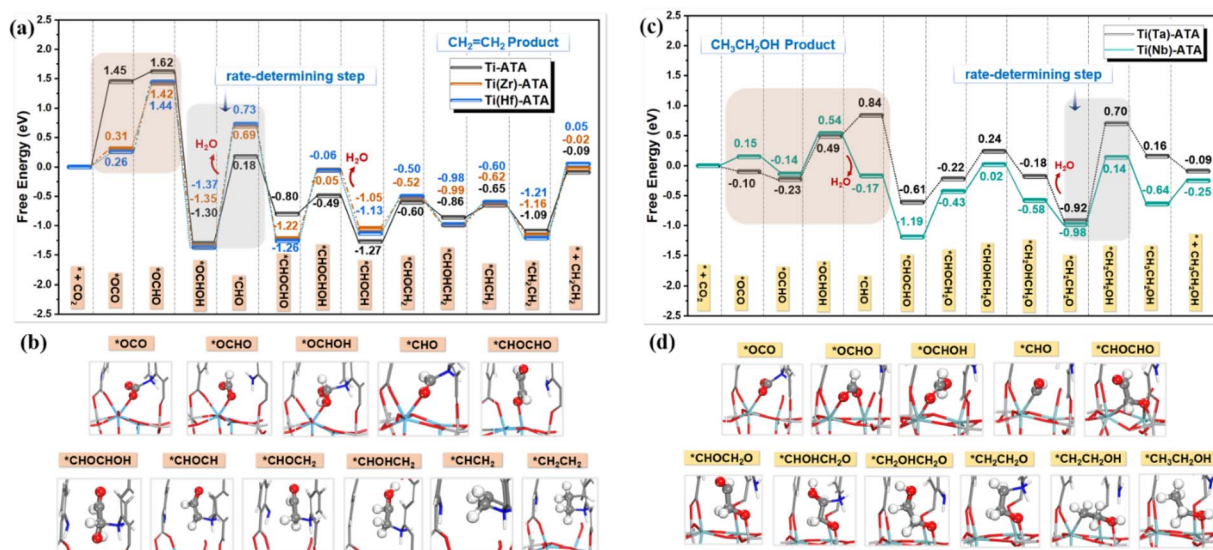 (a)
2.5
2.0
1.5
1.0
0.5
0.0
-0.5
-1.0
-1.5
-2.0
-2.5
Free Energy (eV)
CH₂=CH₂ Product
Ti-ATA
Ti(Zr)-ATA
Ti(Hf)-ATA
rate-determining step
1.45
0.31
0.26
1.62
1.42
1.44
-1.37
-1.35
-1.30
H₂O
0.73
0.69
0.18
-0.80
-1.22
-1.26
-0.06
-0.05
-0.49
H₂O
-1.05
-1.13
-1.27
-0.50
-0.52
-0.60
-0.98
-0.99
-0.86
-0.60
-0.62
-0.65
-1.21
-1.16
-1.09
0.05
-0.02
-0.09
* + CO₂
*OCO
*OCHO
*OCHOH
*CHO
*CHOCHO
*CHOCHOH
*CHOCH
*CHOCH₂
*CHOHCH₂
*CHCH₂
*CH₂CH₂
* + CH₂CH₂
(b)
*OCO
*OCHO
*OCHOH
*CHO
*CHOCHO
*CHOCHOH
*CHOCH
*CHOCH₂
*CHOHCH₂
*CHCH₂
*CH₂CH₂
(c)
2.5
2.0
1.5
1.0
0.5
0.0
-0.5
-1.0
-1.5
-2.0
-2.5
Free Energy (eV)
CH₃CH₂OH Product
Ti(Ta)-ATA
Ti(Nb)-ATA
rate-determining step
0.15
-0.10
-0.14
-0.23
0.54
0.49
H₂O
0.84
-0.17
-0.61
-1.19
-0.22
-0.43
0.24
0.02
-0.18
-0.58
H₂O
-0.92
-0.98
0.70
0.14
0.16
-0.64
-0.09
-0.25
* + CO₂
*OCO
*OCHO
*CHO
*CHOCHO
*CHOCH₂O
*CHOHCH₂O
*CH₂OHCH₂O
*CH₂CH₂O
*CH₂CH₂OH
*CH₃CH₂OH
* + CH₃CH₂OH
(d)
*OCO
*OCHO
*OCHOH
*CHO
*CHOCHO
*CHOCH₂O
*CHOHCH₂O
*CH₂OHCH₂O
*CH₂CH₂O
*CH₂CH₂OH
*CH₃CH₂OH